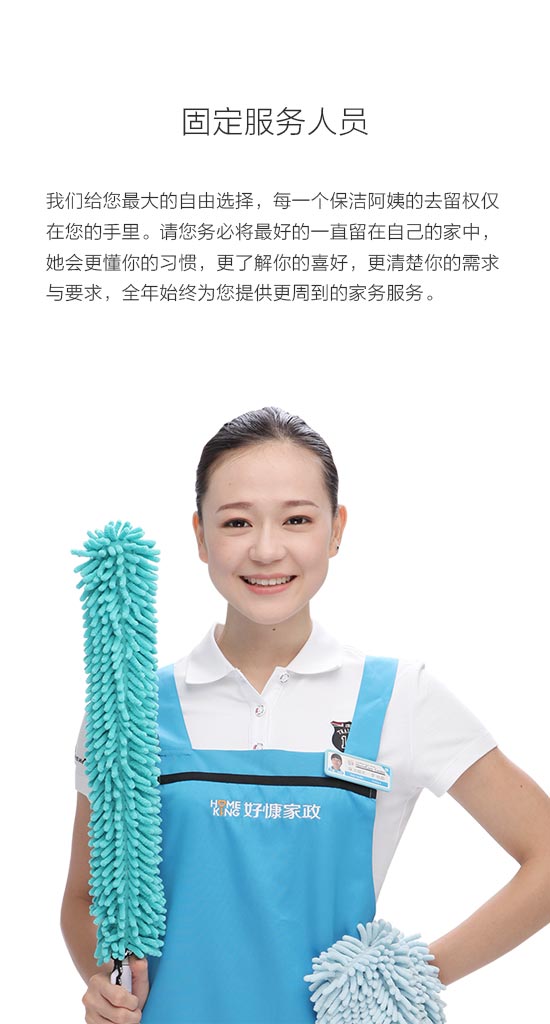 固定服务人员
我们给您最大的自由选择，每一个保洁阿姨的去留权仅
在您的手里。请您务必将最好的一直留在自己的家中，
她会更懂你的习惯，更了解你的喜好，更清楚你的需求
与要求，全年始终为您提供更周到的家务服务。
HOME
KING 好慷家政